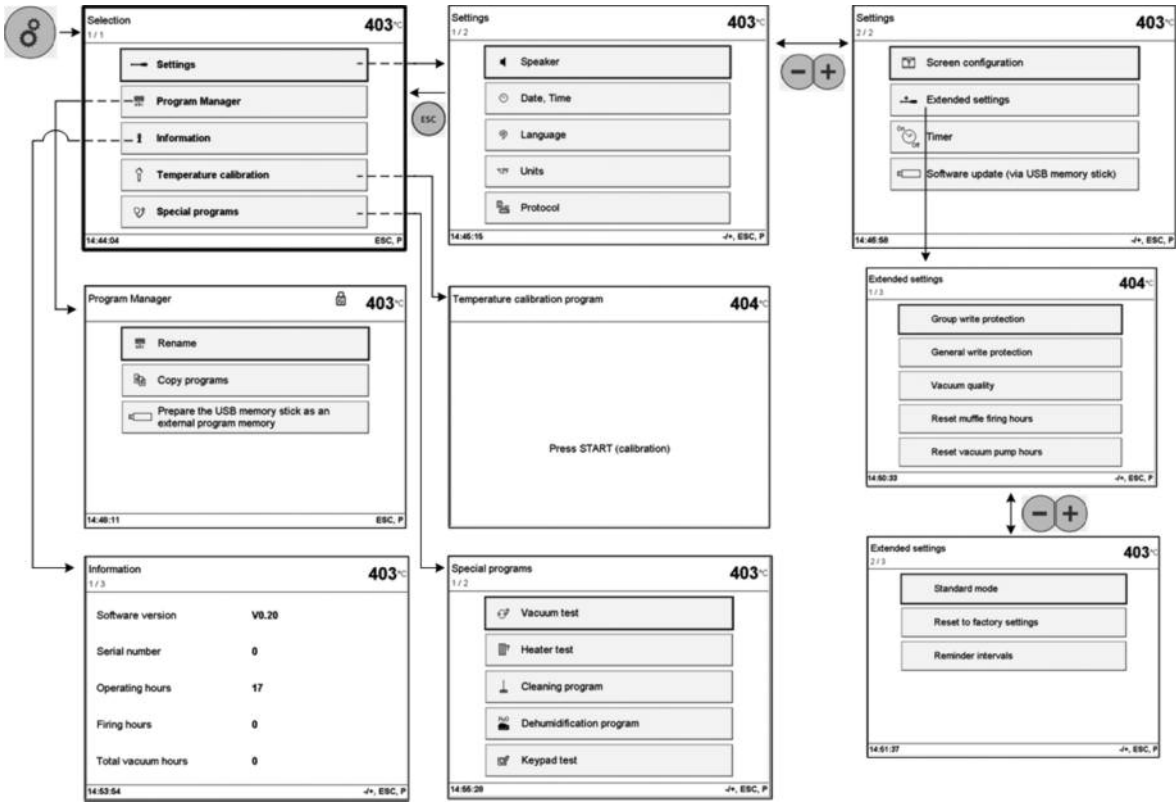 Selection
403°C
1 / 1
Settings
Program Manager
Information
Temperature calibration
Special programs
14:44:04
ESC, P
Settings
403°C
1 / 2
Speaker
Date, Time
Language
Units
Protocol
14:45:15
-/+, ESC, P
ESC
− +
Settings
403°C
2 / 2
Screen configuration
Extended settings
On
Off
Timer
Software update (via USB memory stick)
-/+, ESC, P
Program Manager
403°C
Rename
Copy programs
Prepare the USB memory stick as an
external program memory
ESC, P
Temperature calibration program
404°C
Press START (calibration)
Extended settings
404°C
1 / 3
Group write protection
General write protection
Vacuum quality
Reset muffle firing hours
Reset vacuum pump hours
14:50:33
-/+, ESC, P
− +
Information
403°C
1 / 3
Software version V0.20
Serial number 0
Operating hours 17
Firing hours 0
Total vacuum hours 0
14:53:54
-/+, ESC, P
Special programs
403°C
1 / 2
Vacuum test
Heater test
Cleaning program
H₂O
Dehumidification program
Keypad test
14:55:28
-/+, ESC, P
Extended settings
403°C
2 / 3
Standard mode
Reset to factory settings
Reminder intervals
14:51:37
-/+, ESC, P